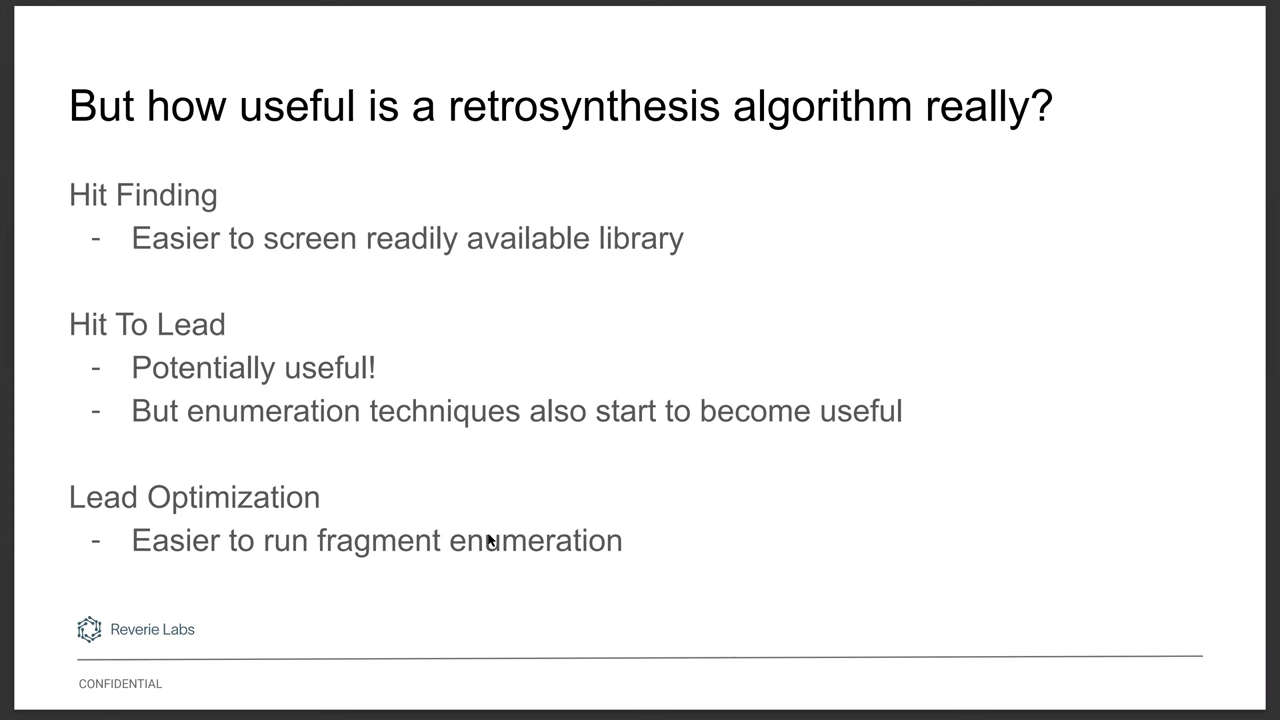 But how useful is a retrosynthesis algorithm really?
Hit Finding
- Easier to screen readily available library
Hit To Lead
- Potentially useful!
- But enumeration techniques also start to become useful
Lead Optimization
- Easier to run fragment enumeration
Reverie Labs
CONFIDENTIAL